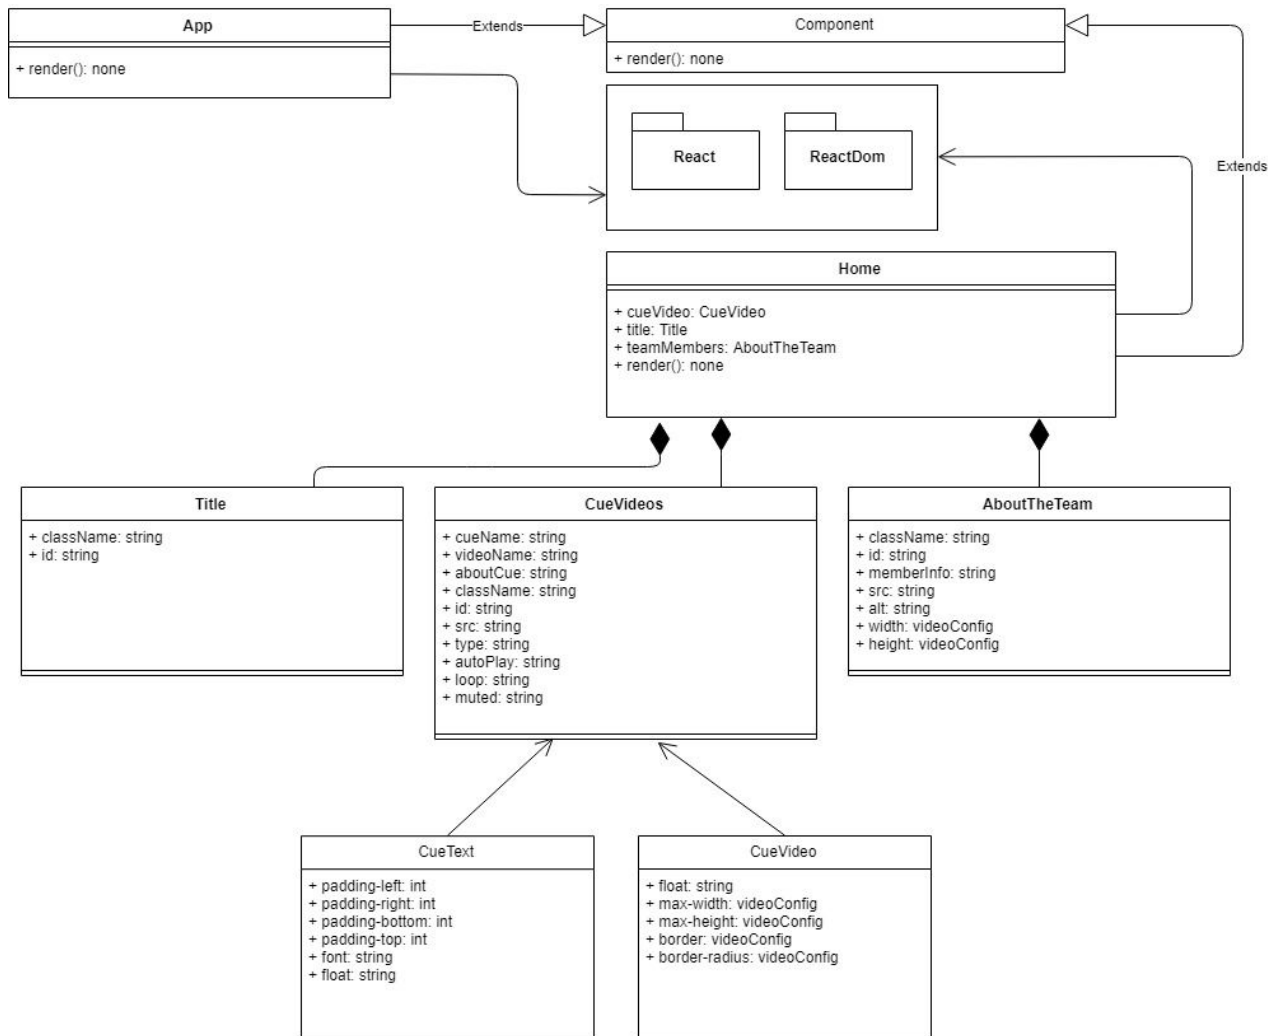 App
+ render(): none
Extends
Component
+ render(): none
React
ReactDom
Extends
Home
+ cueVideo: CueVideo
+ title: Title
+ teamMembers: AboutTheTeam
+ render(): none
Title
+ className: string
+ id: string
CueVideos
+ cueName: string
+ videoName: string
+ aboutCue: string
+ className: string
+ id: string
+ src: string
+ type: string
+ autoPlay: string
+ loop: string
+ muted: string
AboutTheTeam
+ className: string
+ id: string
+ memberInfo: string
+ src: string
+ alt: string
+ width: videoConfig
+ height: videoConfig
CueText
+ padding-left: int
+ padding-right: int
+ padding-bottom: int
+ padding-top: int
+ font: string
+ float: string
CueVideo
+ float: string
+ max-width: videoConfig
+ max-height: videoConfig
+ border: videoConfig
+ border-radius: videoConfig